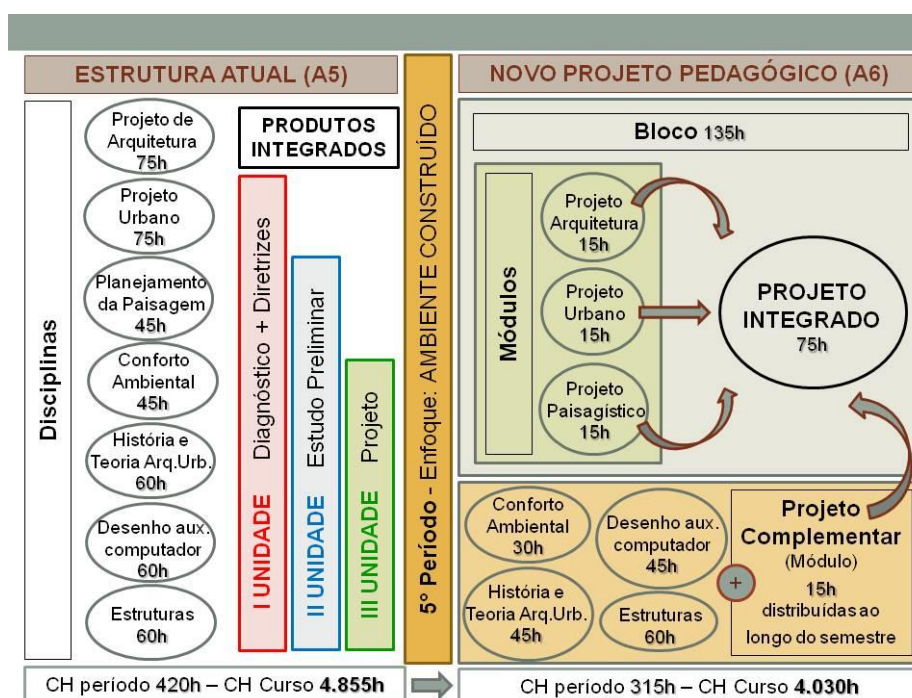 ESTRUTURA ATUAL (A5)
Disciplinas
Projeto de
Arquitetura
75h
Projeto
Urbano
75h
Planejamento
da Paisagem
45h
Conforto
Ambiental
45h
História e
Teoria Arq.Urb.
60h
Desenho aux.
computador
60h
Estruturas
60h
PRODUTOS
INTEGRADOS
I UNIDADE Diagnóstico + Diretrizes
II UNIDADE Estudo Preliminar
III UNIDADE Projeto
CH período 420h – CH Curso 4.855h
5° Período - Enfoque: AMBIENTE CONSTRUÍDO
NOVO PROJETO PEDAGÓGICO (A6)
Bloco 135h
Módulos
Projeto
Arquitetura
15h
Projeto
Urbano
15h
Projeto
Paisagístico
15h
PROJETO
INTEGRADO
75h
Conforto
Ambiental
30h
Desenho aux.
computador
45h
História e
Teoria Arq.Urb.
45h
Estruturas
60h
+
Projeto
Complementar
(Módulo)
15h
distribuídas ao
longo do semestre
CH período 315h – CH Curso 4.030h